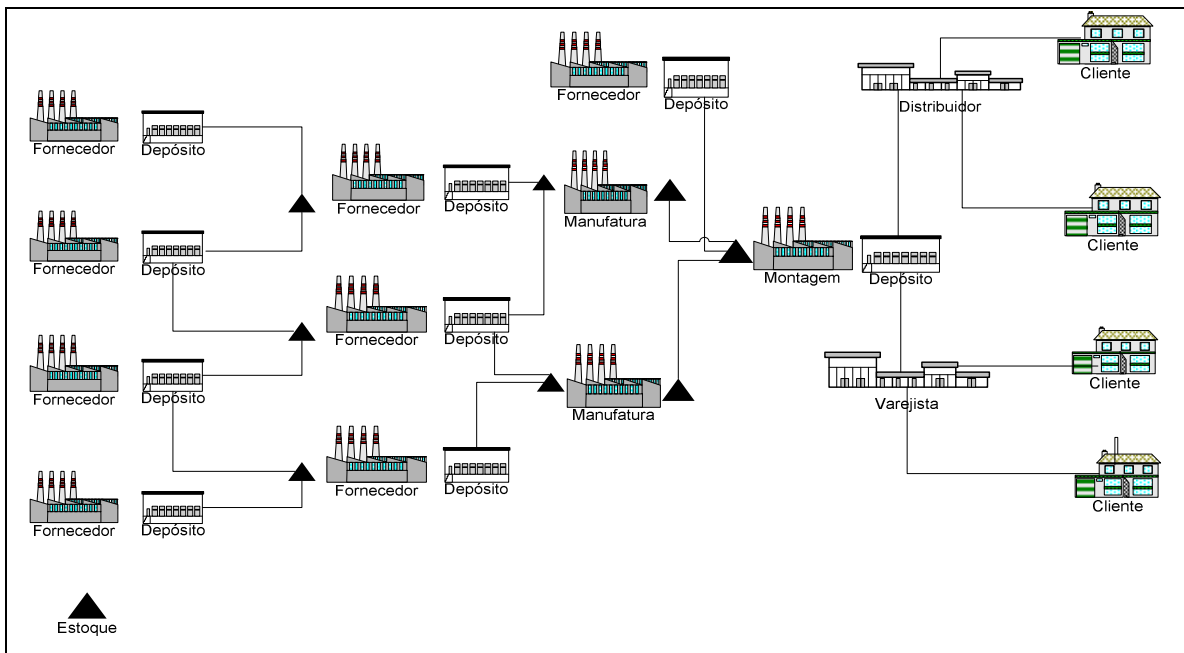 Fornecedor
Depósito
Cliente
Distribuidor
Fornecedor
Depósito
Fornecedor
Depósito
Manufatura
Cliente
Fornecedor
Depósito
Montagem
Depósito
Fornecedor
Depósito
Cliente
Fornecedor
Depósito
Manufatura
Varejista
Fornecedor
Depósito
Cliente
Fornecedor
Depósito
Estoque